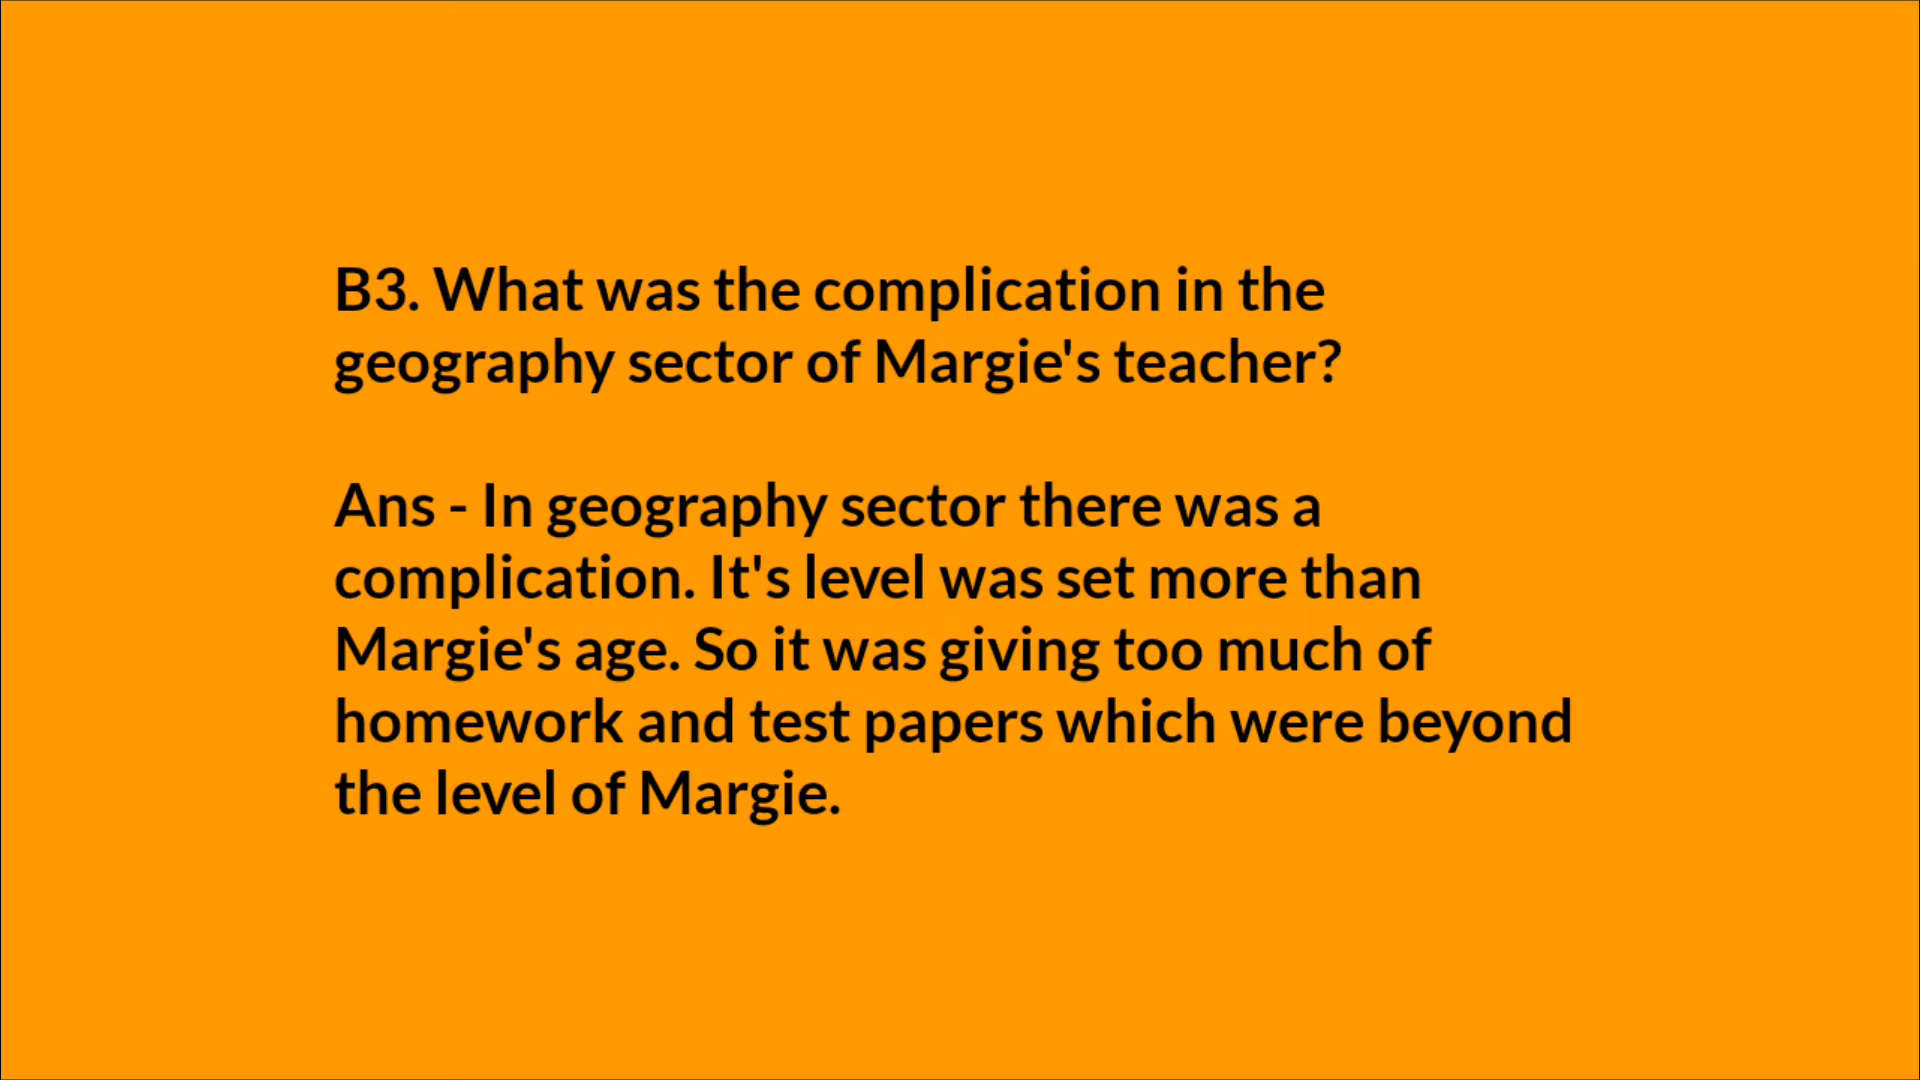 B3. What was the complication in the
geography sector of Margie's teacher?
Ans - In geography sector there was a
complication. It's level was set more than
Margie's age. So it was giving too much of
homework and test papers which were beyond
the level of Margie.